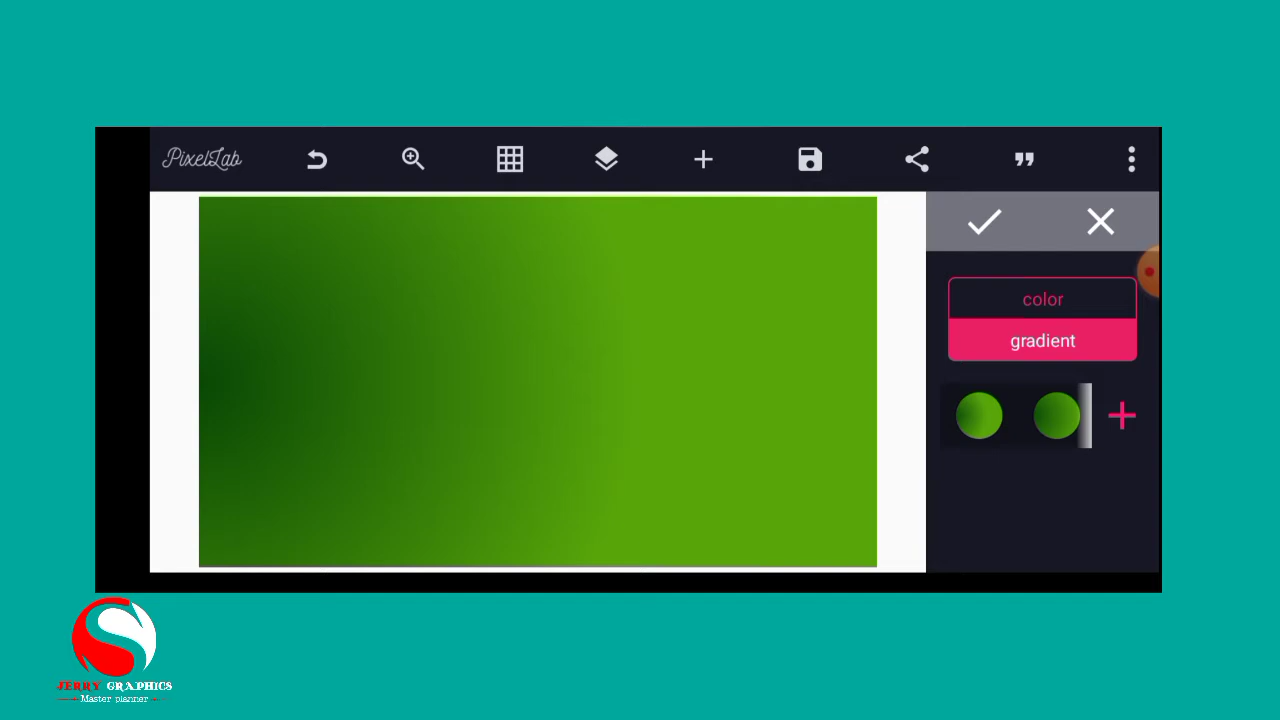 PixelLab
color
gradient
JERRY GRAPHICS
Master planner